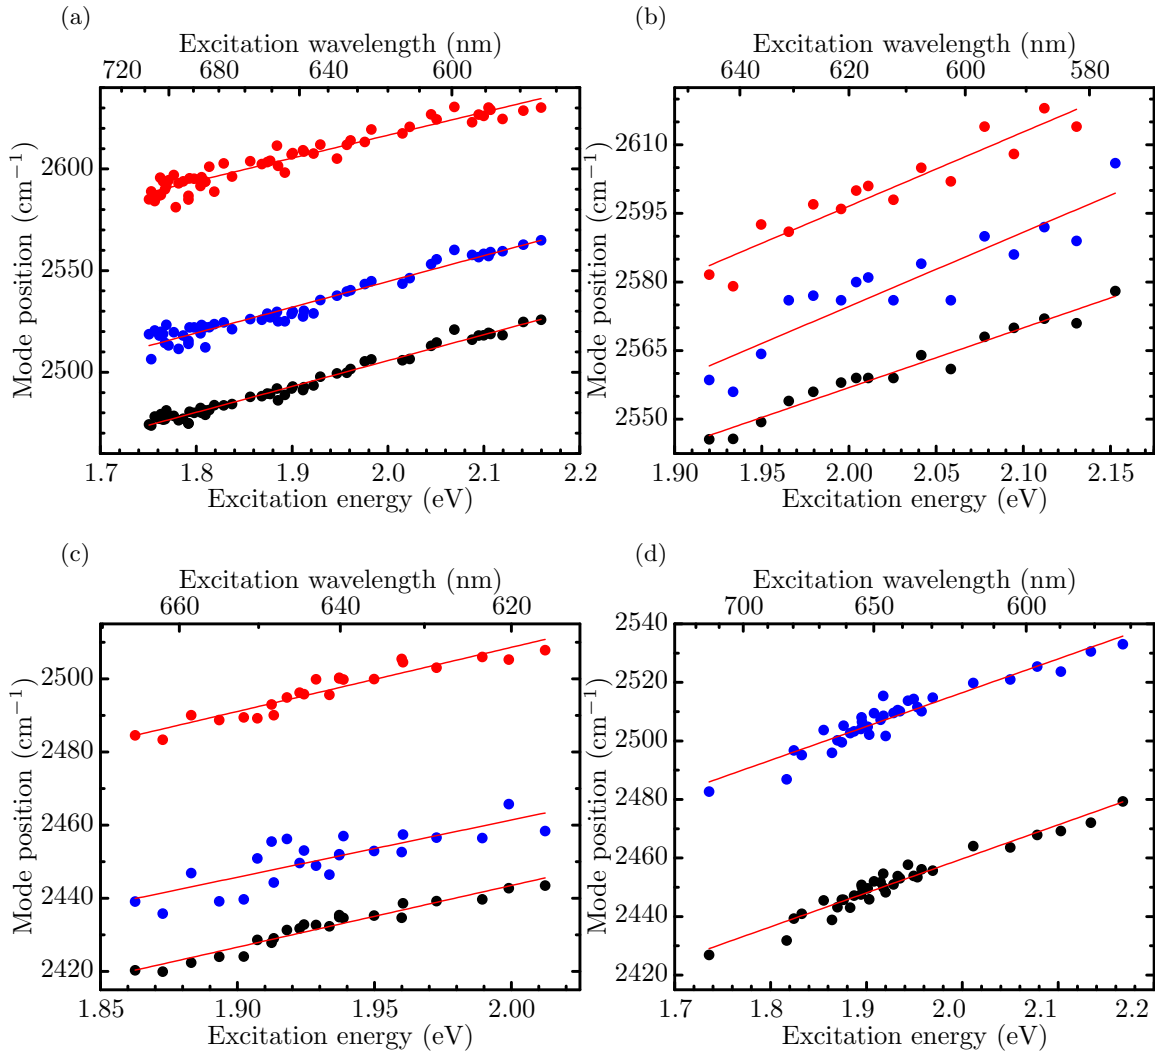 (a)
Excitation wavelength (nm)
720 680 640 600
2600
2550
2500
Mode position (cm⁻¹)
1.7 1.8 1.9 2.0 2.1 2.2
Excitation energy (eV)
(b)
Excitation wavelength (nm)
640 620 600 580
2610
2595
2580
2565
2550
Mode position (cm⁻¹)
1.90 1.95 2.00 2.05 2.10 2.15
Excitation energy (eV)
(c)
Excitation wavelength (nm)
660 640 620
2500
2480
2460
2440
2420
Mode position (cm⁻¹)
1.85 1.90 1.95 2.00
Excitation energy (eV)
(d)
Excitation wavelength (nm)
700 650 600
2540
2520
2500
2480
2460
2440
2420
Mode position (cm⁻¹)
1.7 1.8 1.9 2.0 2.1 2.2
Excitation energy (eV)